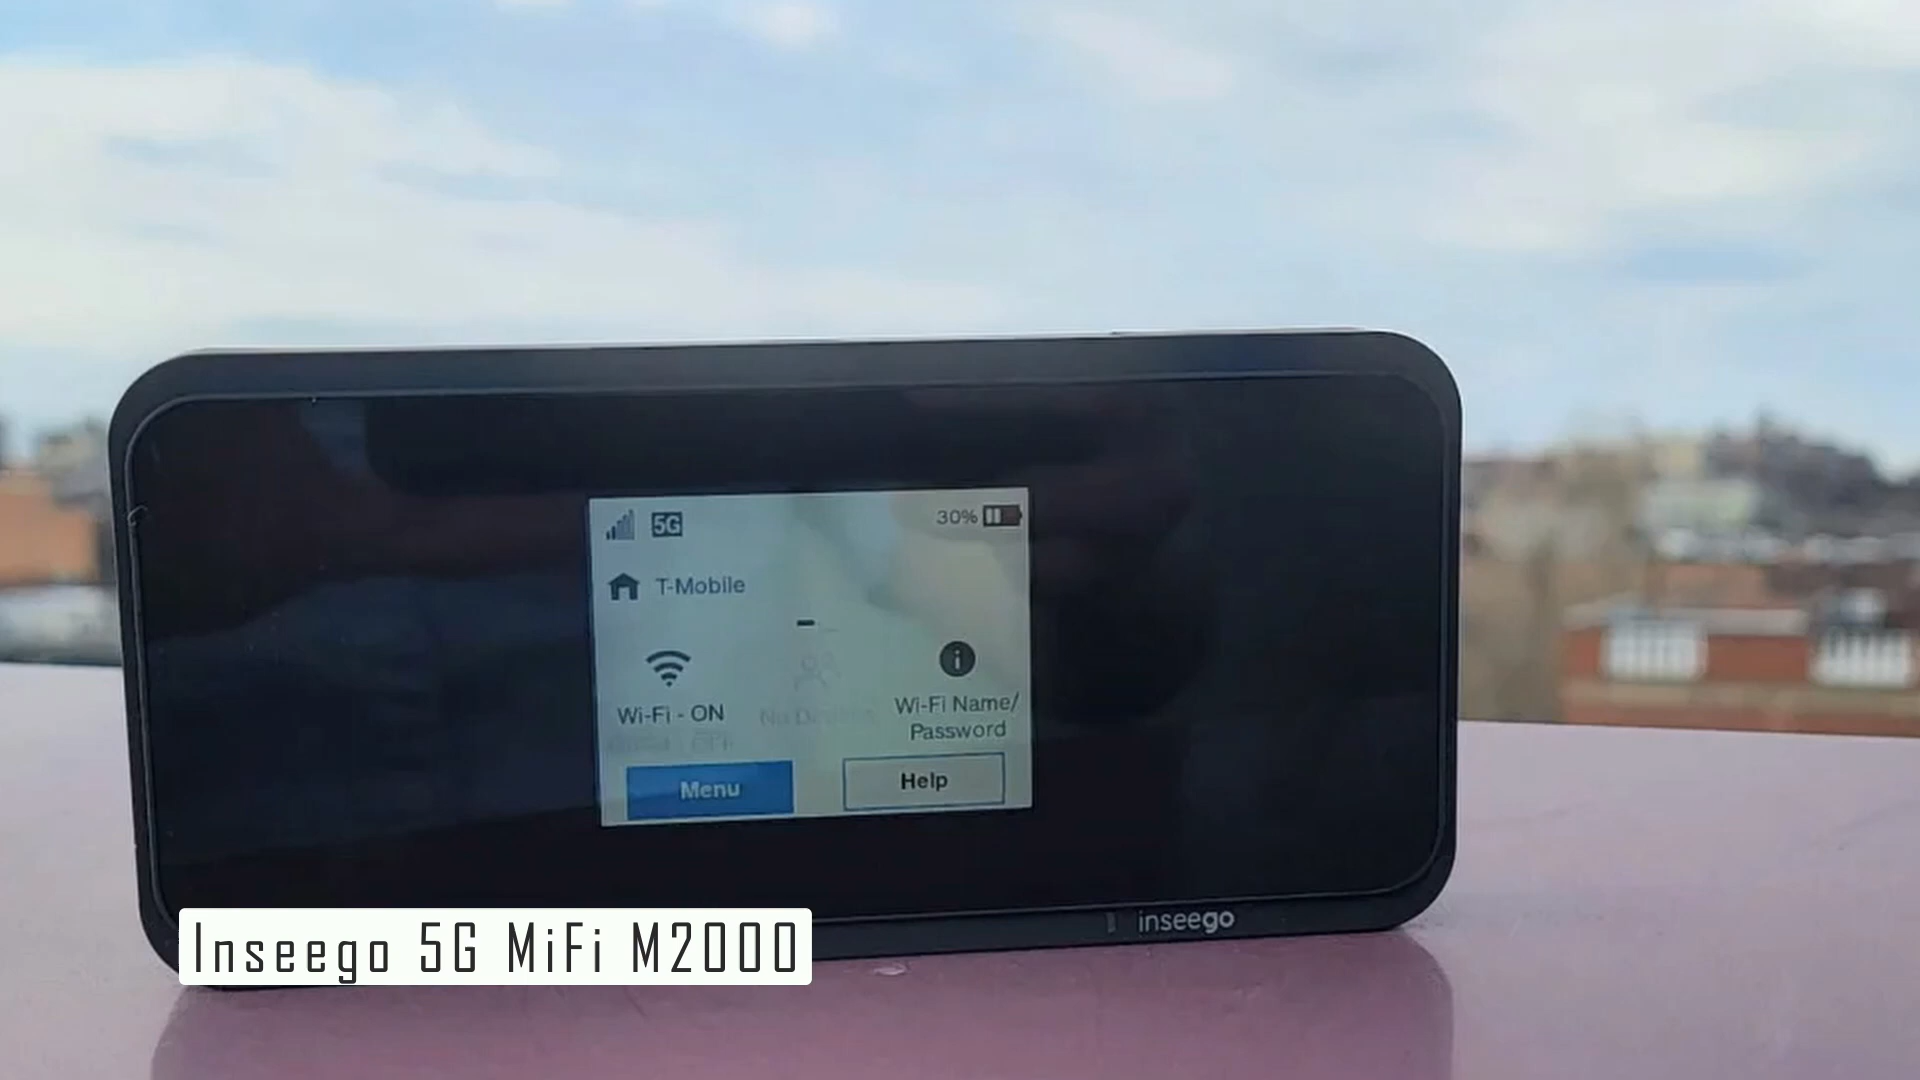 5G 30%
T-Mobile
Wi-Fi - ON
Wi-Fi Name/
Password
Menu
Help
inseego
Inseego 5G MiFi M2000